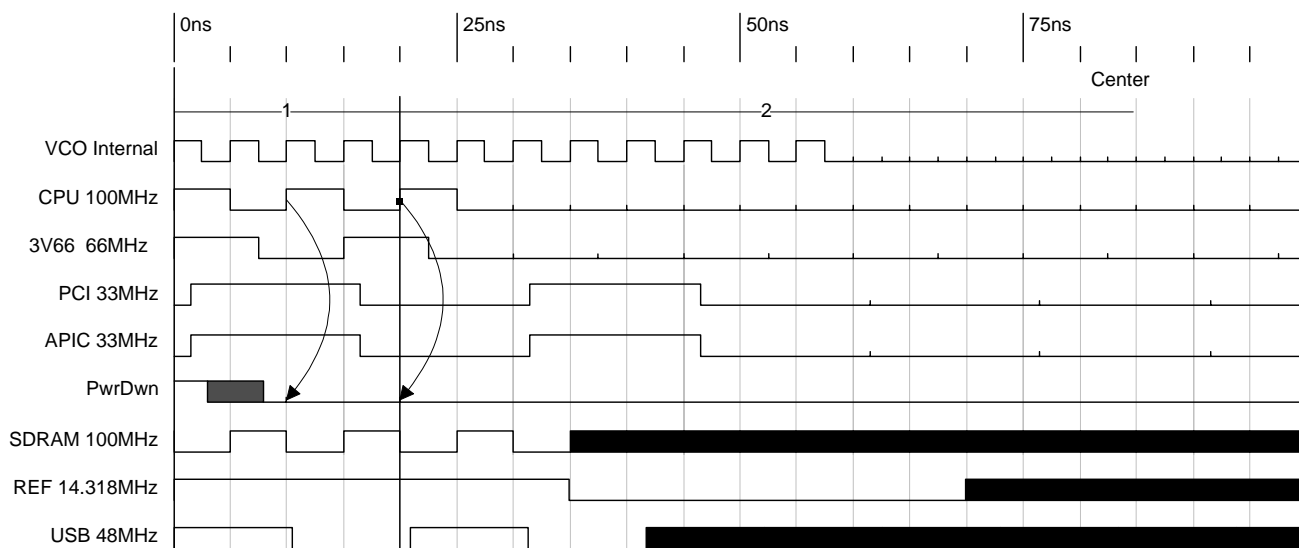 0ns 25ns 50ns 75ns
Center
1 2
VCO Internal
CPU 100MHz
3V66 66MHz
PCI 33MHz
APIC 33MHz
PwrDwn
SDRAM 100MHz
REF 14.318MHz
USB 48MHz